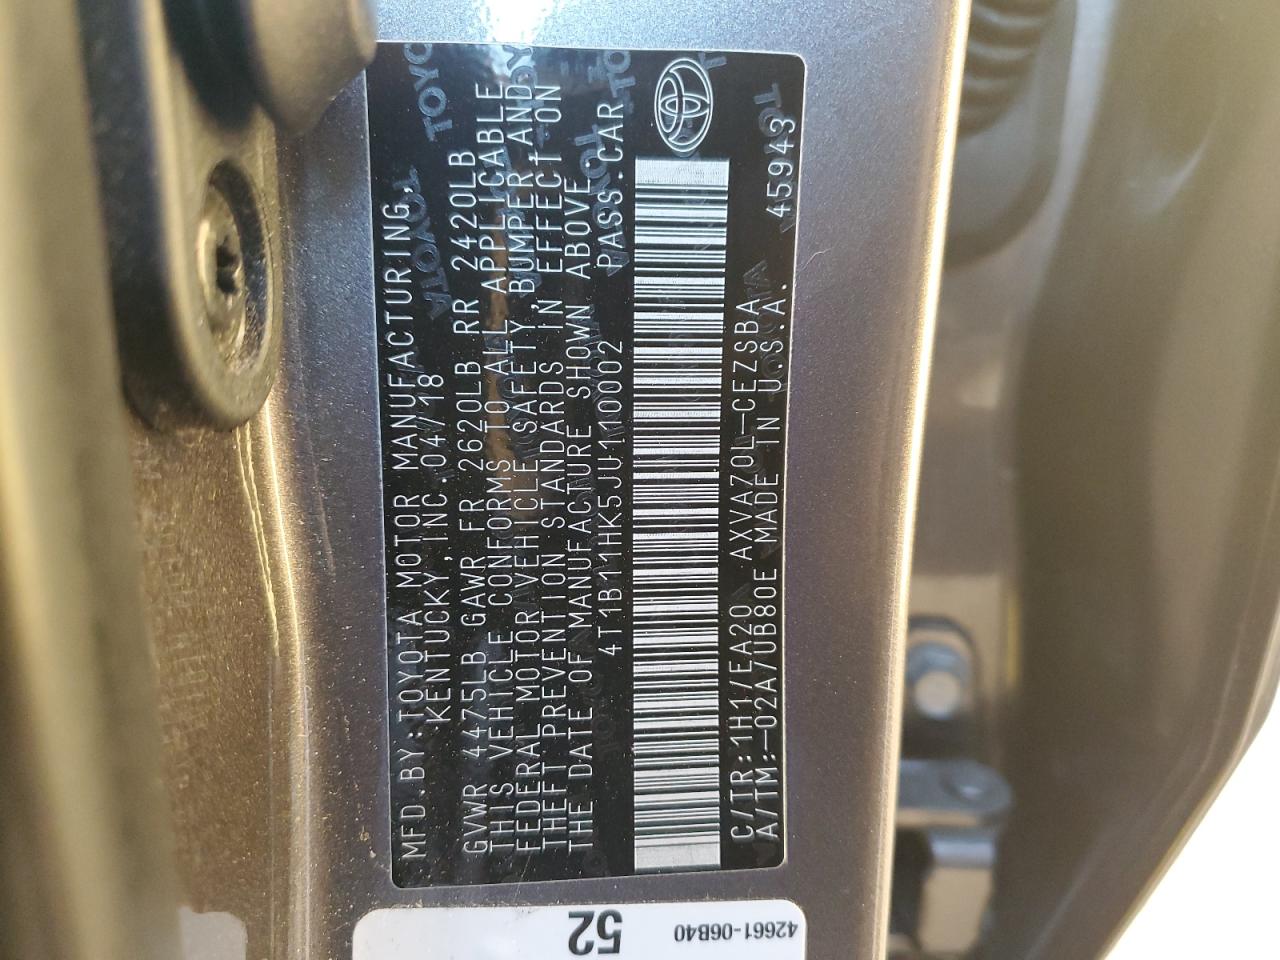 MFD.BY:TOYOTA MOTOR MANUFACTURING,
KENTUCKY,INC.04/18
GVWR 4475LB GAWR FR 2620LB RR 2420LB
THIS VEHICLE CONFORMS TO ALL APPLICABLE
FEDERAL MOTOR VEHICLE SAFETY,BUMPER,AND
THEFT PREVENTION STANDARDS IN EFFECT ON
THE DATE OF MANUFACTURE SHOWN ABOVE.
4T1B11HK5JU110002 PASS.CAR
C/TR:1H1/EA20 AXVA70L-CEZSBA
A/TM:-02A/UB80E MADE IN U.S.A. 45943
52
42661-06B40